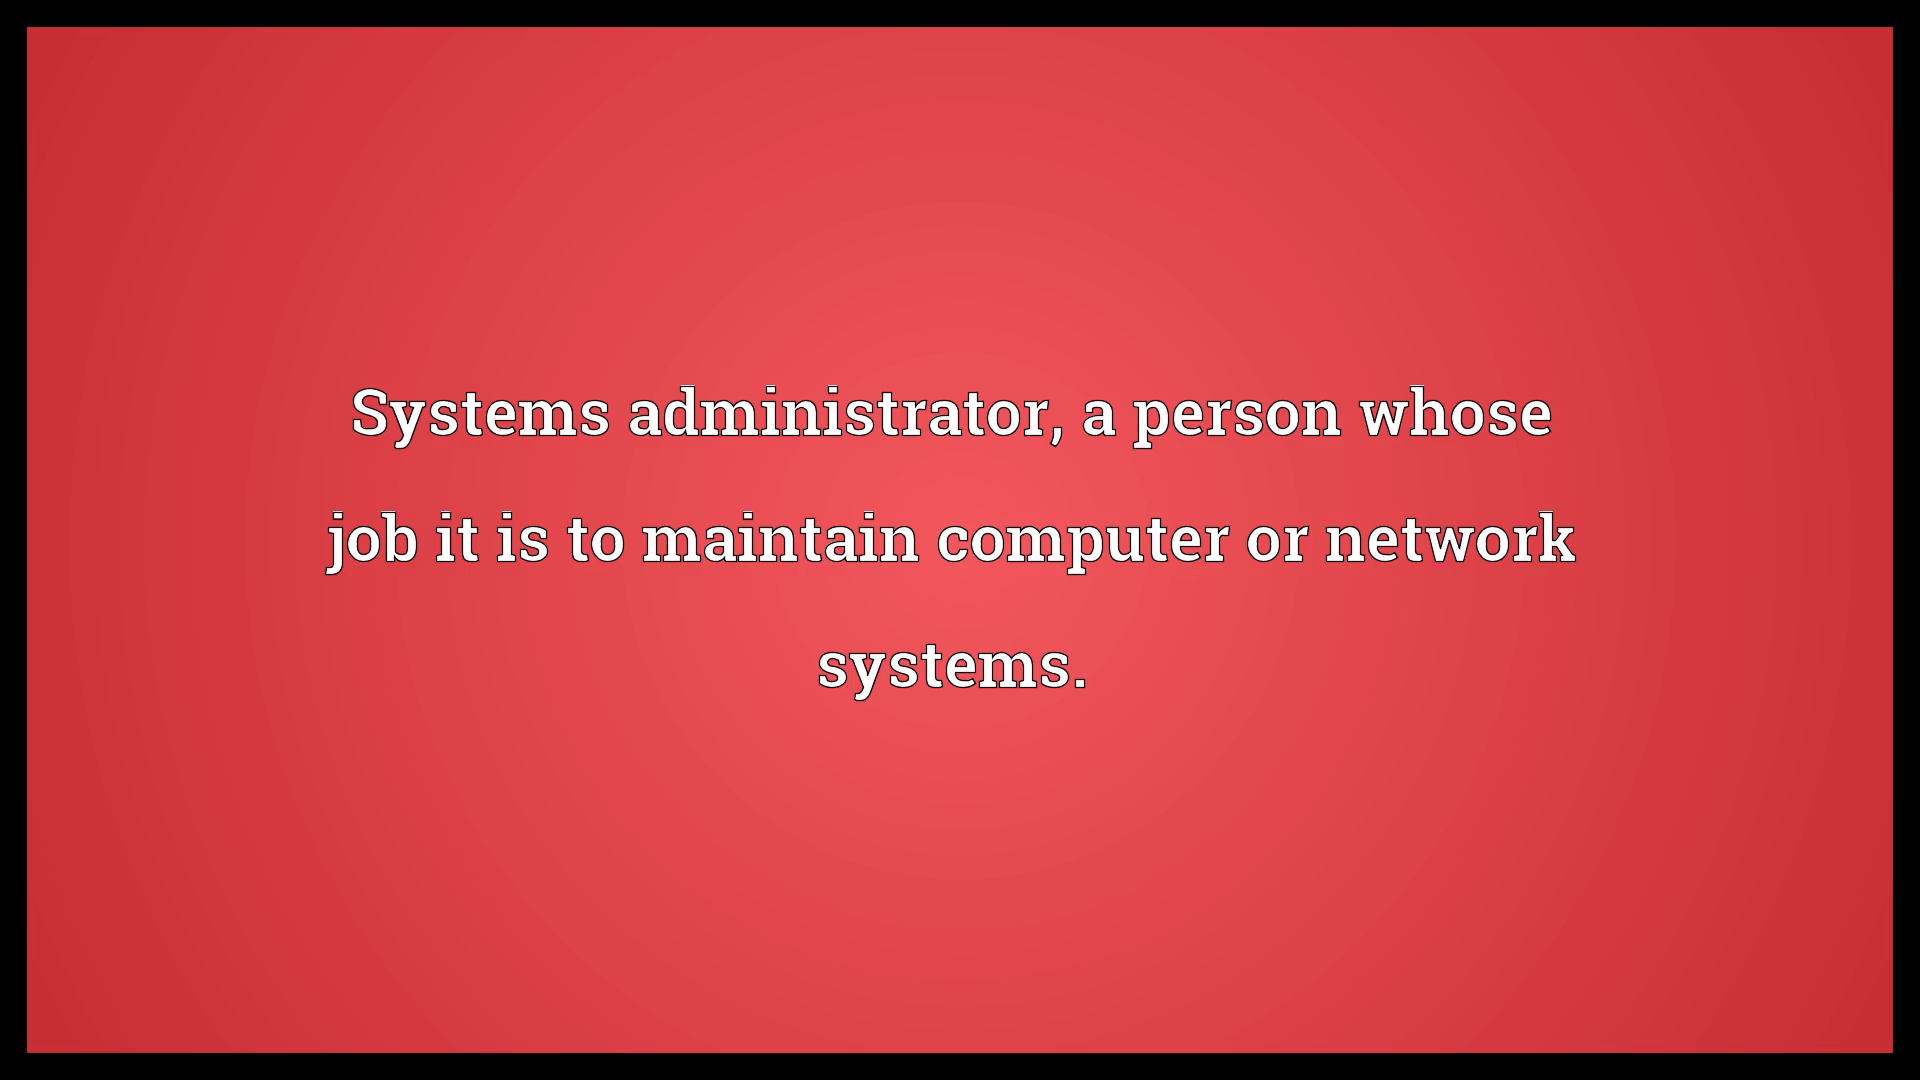 Systems administrator, a person whose
job it is to maintain computer or network
systems.